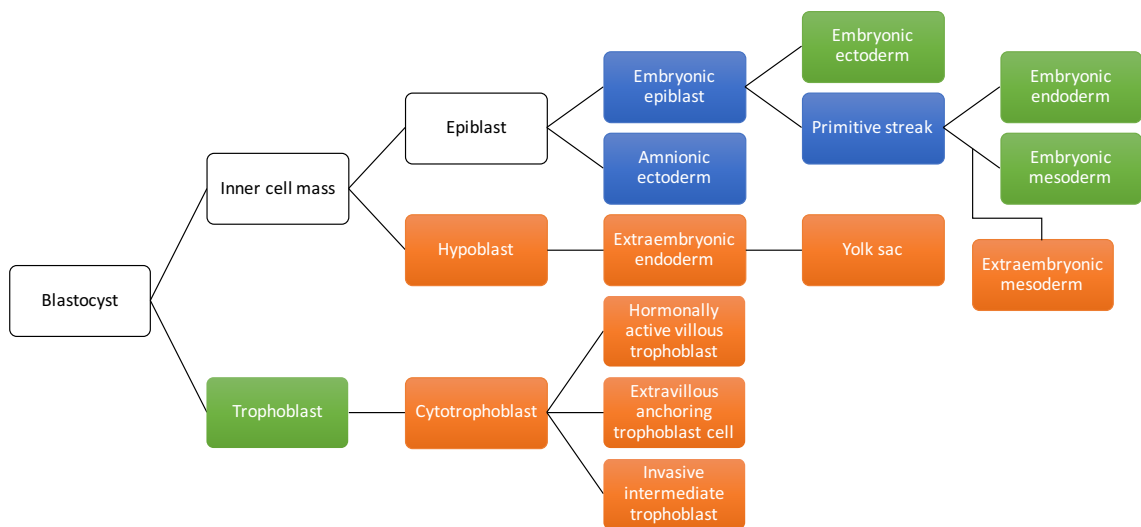 Embryonic
ectoderm
Embryonic
epiblast
Embryonic
endoderm
Epiblast
Primitive streak
Inner cell mass
Amnionic
ectoderm
Embryonic
mesoderm
Hypoblast
Extraembryonic
endoderm
Yolk sac
Extraembryonic
mesoderm
Blastocyst
Hormonally
active villous
trophoblast
Trophoblast
Cytotrophoblast
Extravillous
anchoring
trophoblast cell
Invasive
intermediate
trophoblast